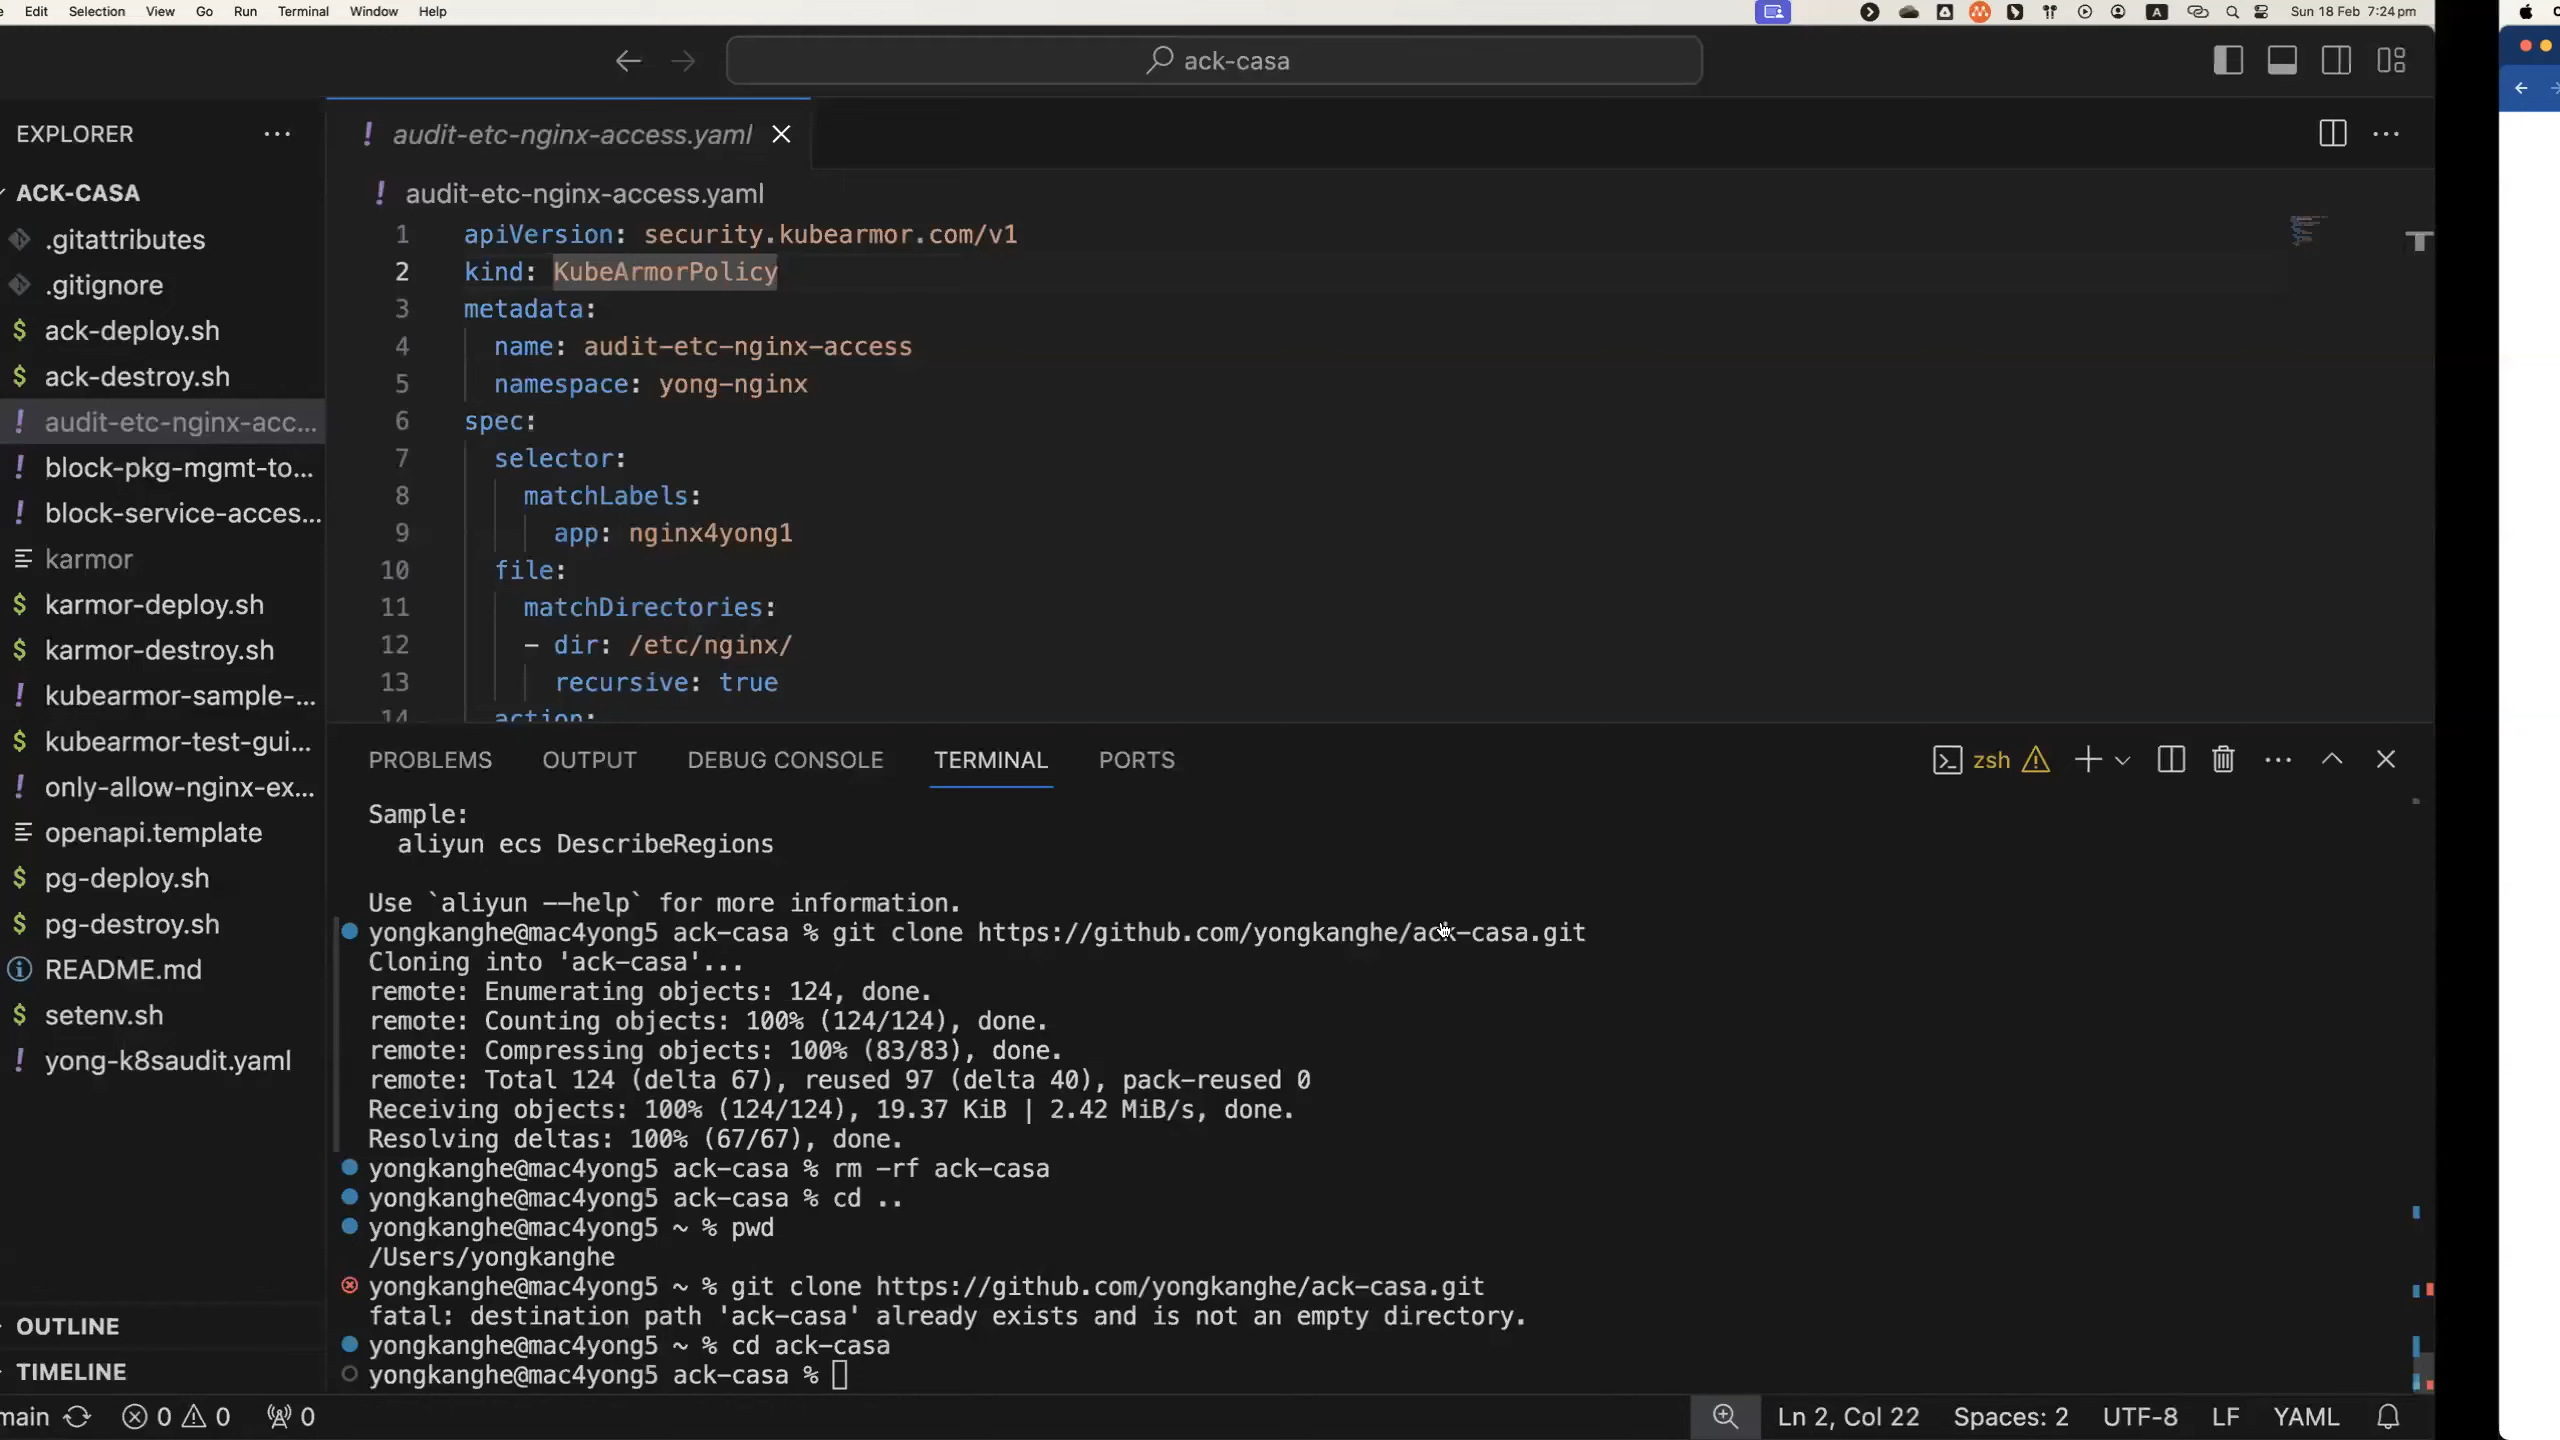 Edit Selection View Go Run Terminal Window Help
Sun 18 Feb 7:24 pm
ack-casa
EXPLORER
ACK-CASA
.gitattributes
.gitignore
ack-deploy.sh
ack-destroy.sh
audit-etc-nginx-acc...
block-pkg-mgmt-to...
block-service-acces...
karmor
karmor-deploy.sh
karmor-destroy.sh
kubearmor-sample-...
kubearmor-test-gui...
only-allow-nginx-ex...
openapi.template
pg-deploy.sh
pg-destroy.sh
README.md
setenv.sh
yong-k8saudit.yaml
OUTLINE
TIMELINE
audit-etc-nginx-access.yaml
audit-etc-nginx-access.yaml
1 apiVersion: security.kubearmor.com/v1
2 kind: KubeArmorPolicy
3 metadata:
4 name: audit-etc-nginx-access
5 namespace: yong-nginx
6 spec:
7 selector:
8 matchLabels:
9 app: nginx4yong1
10 file:
11 matchDirectories:
12 - dir: /etc/nginx/
13 recursive: true
14 action:
PROBLEMS OUTPUT DEBUG CONSOLE TERMINAL PORTS
zsh
Sample:
aliyun ecs DescribeRegions
Use `aliyun --help` for more information.
yongkanghe@mac4yong5 ack-casa % git clone https://github.com/yongkanghe/ack-casa.git
Cloning into 'ack-casa'...
remote: Enumerating objects: 124, done.
remote: Counting objects: 100% (124/124), done.
remote: Compressing objects: 100% (83/83), done.
remote: Total 124 (delta 67), reused 97 (delta 40), pack-reused 0
Receiving objects: 100% (124/124), 19.37 KiB | 2.42 MiB/s, done.
Resolving deltas: 100% (67/67), done.
yongkanghe@mac4yong5 ack-casa % rm -rf ack-casa
yongkanghe@mac4yong5 ack-casa % cd ..
yongkanghe@mac4yong5 ~ % pwd
/Users/yongkanghe
yongkanghe@mac4yong5 ~ % git clone https://github.com/yongkanghe/ack-casa.git
fatal: destination path 'ack-casa' already exists and is not an empty directory.
yongkanghe@mac4yong5 ~ % cd ack-casa
yongkanghe@mac4yong5 ack-casa %
main 0 0 0
Ln 2, Col 22 Spaces: 2 UTF-8 LF YAML